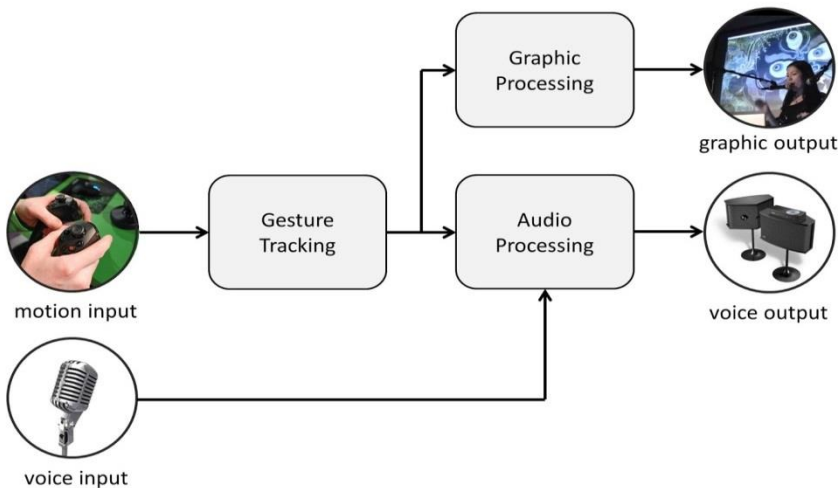 Graphic
Processing
graphic output
Gesture
Tracking
Audio
Processing
motion input
voice output
voice input